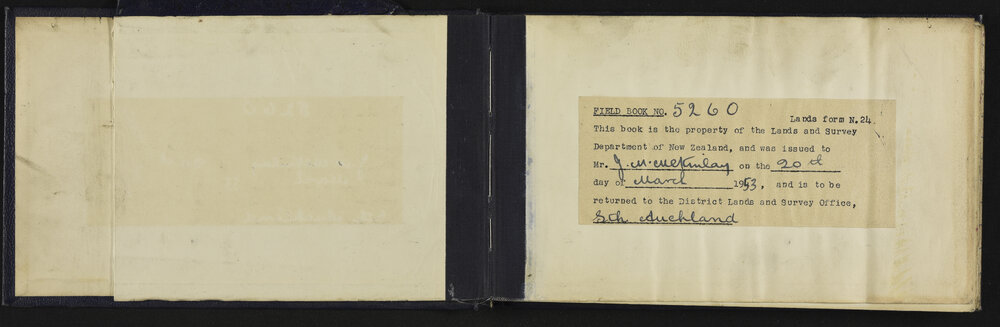 FIELD BOOK NO. 5260
Lands form N.24.
This book is the property of the Lands and Survey
Department of New Zealand, and was issued to
Mr. J. M. McKinlay on the 20 th
day of March 1953, and is to be
returned to the District Lands and Survey Office,
Sth Auckland